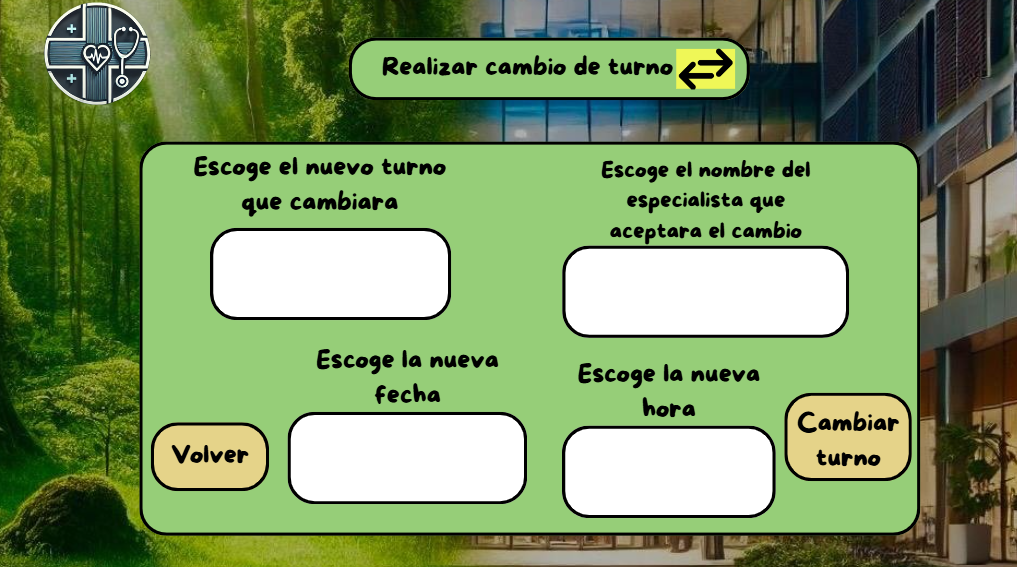 Realizar cambio de turno
Escoge el nuevo turno
que cambiara
Escoge el nombre del
especialista que
aceptara el cambio
Escoge la nueva
fecha
Escoge la nueva
hora
Volver
Cambiar
turno